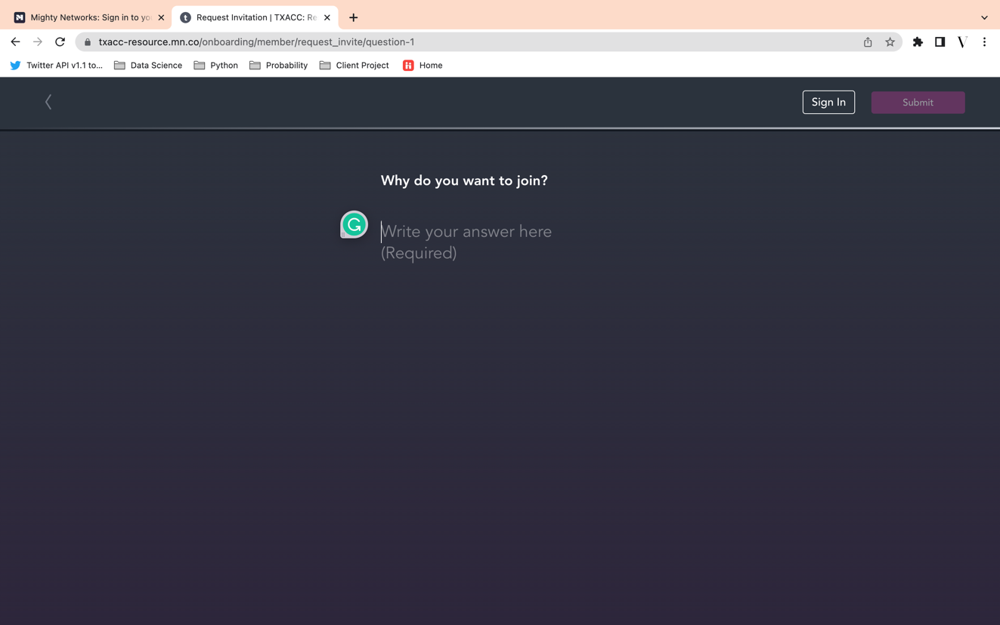 Mighty Networks: Sign in to yo
Request Invitation | TXACC: Re
txacc-resource.mn.co/onboarding/member/request_invite/question-1
Twitter API v1.1 to... Data Science Python Probability Client Project Home
Sign In Submit
Why do you want to join?
Write your answer here
(Required)